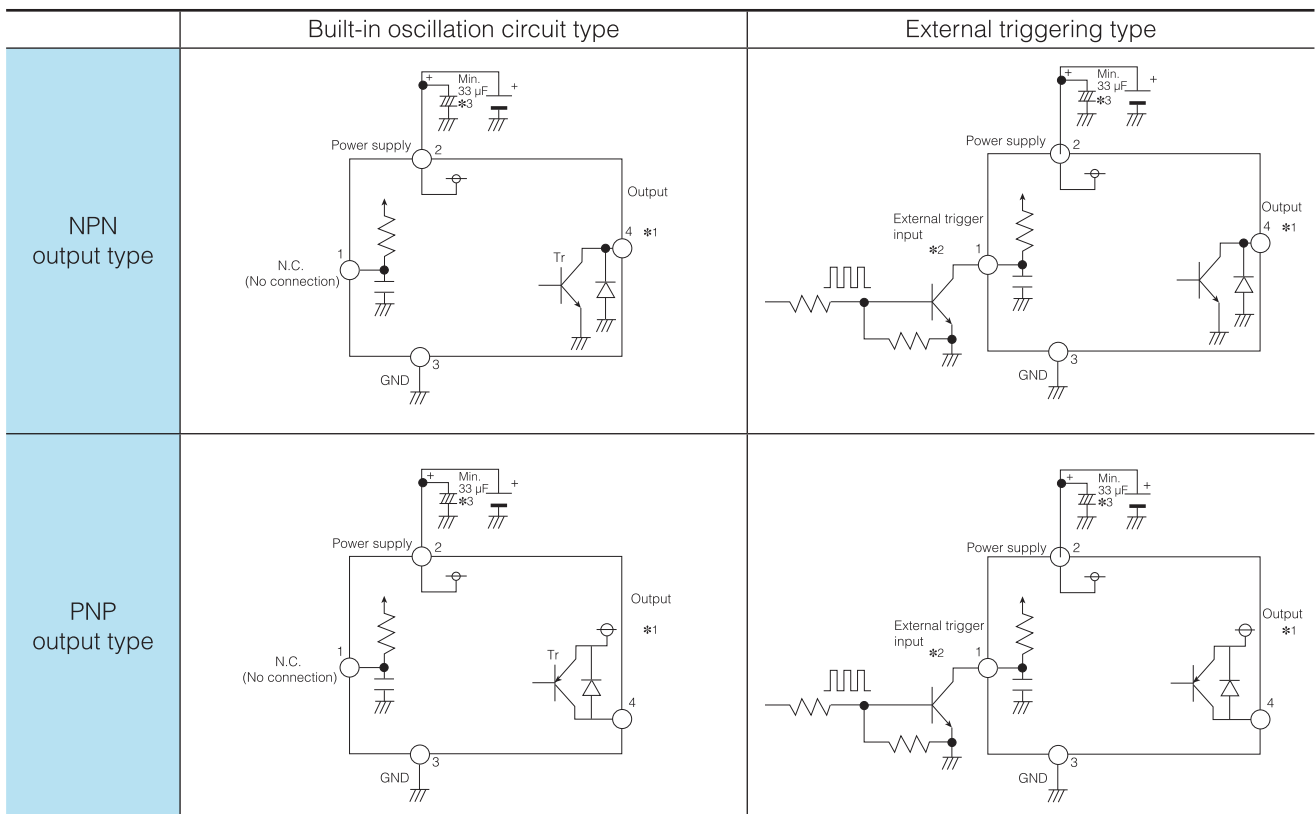 Built-in oscillation circuit type
External triggering type
NPN
output type
+
Min.
33 µF
✽3
+
Power supply
2
Output
4
✽1
Tr
1
N.C.
(No connection)
3
GND
+
Min.
33 µF
✽3
+
Power supply
2
Output
4
✽1
External trigger
input
✽2
1
3
GND
PNP
output type
+
Min.
33 µF
✽3
+
Power supply
2
Output
✽1
Tr
1
N.C.
(No connection)
4
3
GND
+
Min.
33 µF
✽3
+
Power supply
2
Output
✽1
External trigger
input
✽2
1
4
3
GND